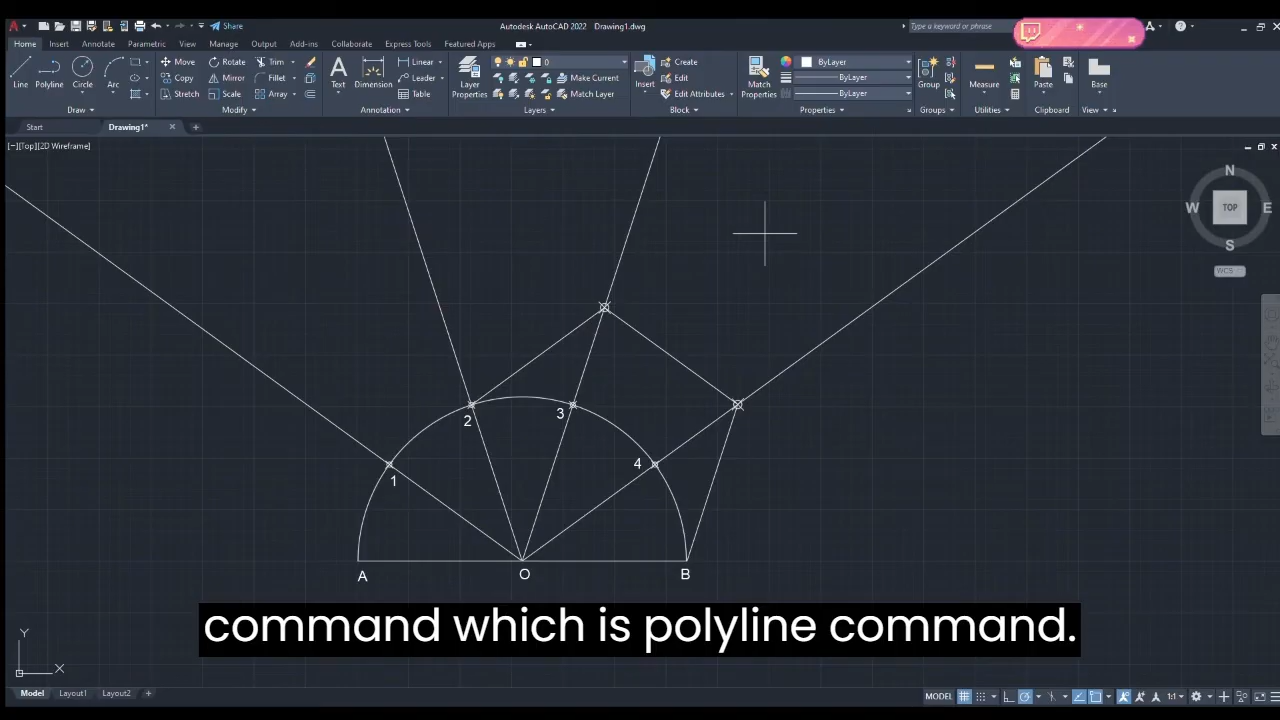 Share
Autodesk AutoCAD 2022 Drawing1.dwg
Type a keyword or phrase
Home Insert Annotate Parametric View Manage Output Add-ins Collaborate Express Tools Featured Apps
Line Polyline Circle Arc
Move Rotate Trim
Copy Mirror Fillet
Stretch Scale Array
Text Dimension
Linear
Leader
Table
Layer Properties
0
Make Current
Match Layer
Insert
Create
Edit
Edit Attributes
Match Properties
ByLayer
ByLayer
ByLayer
Group Measure Paste Base
Draw Modify Annotation Layers Block Properties Groups Utilities Clipboard View
Start Drawing1* +
[−][Top][2D Wireframe]
N
W TOP E
S
WCS
2 3
1 4
A O B
command which is polyline command.
Y
X
Model Layout1 Layout2 +
MODEL 1:1